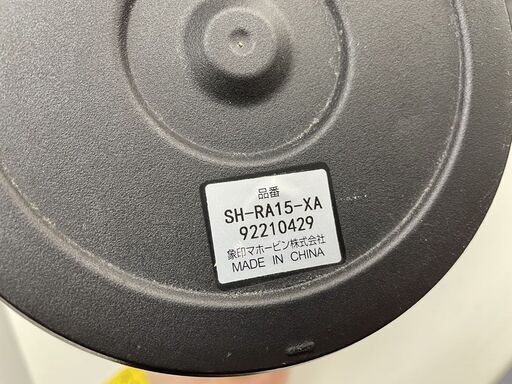 品番
SH-RA15-XA
92210429
象印マホービン株式会社
MADE IN CHINA